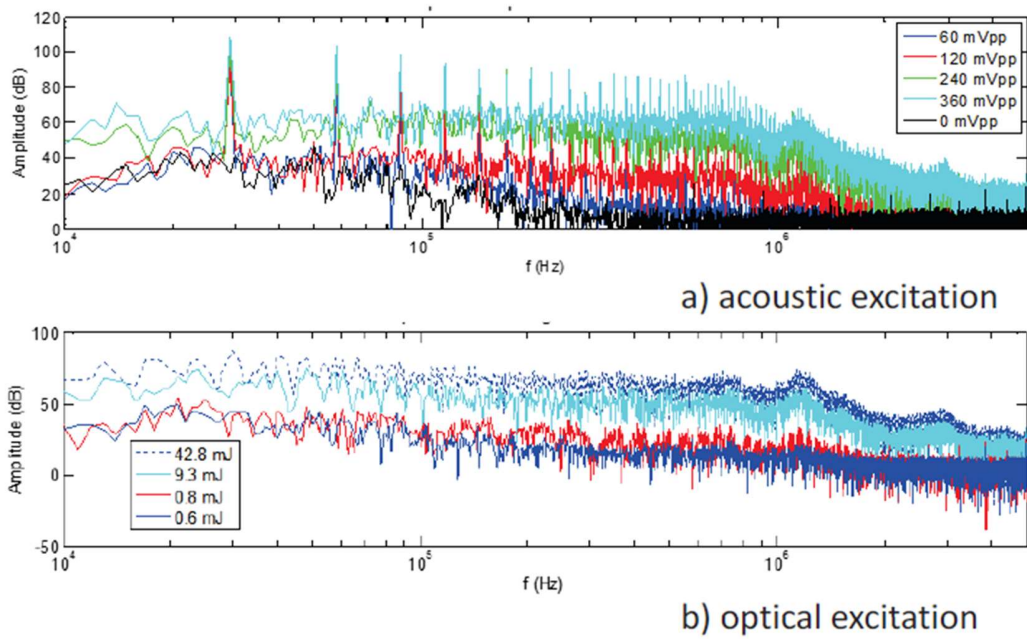 120
100
80
60
40
20
0
Amplitude (dB)
60 mVpp
120 mVpp
240 mVpp
360 mVpp
0 mVpp
10^4
10^5
10^6
f (Hz)
a) acoustic excitation
100
50
0
-50
Amplitude (dB)
42.8 mJ
9.3 mJ
0.8 mJ
0.6 mJ
10^4
10^5
10^6
f (Hz)
b) optical excitation